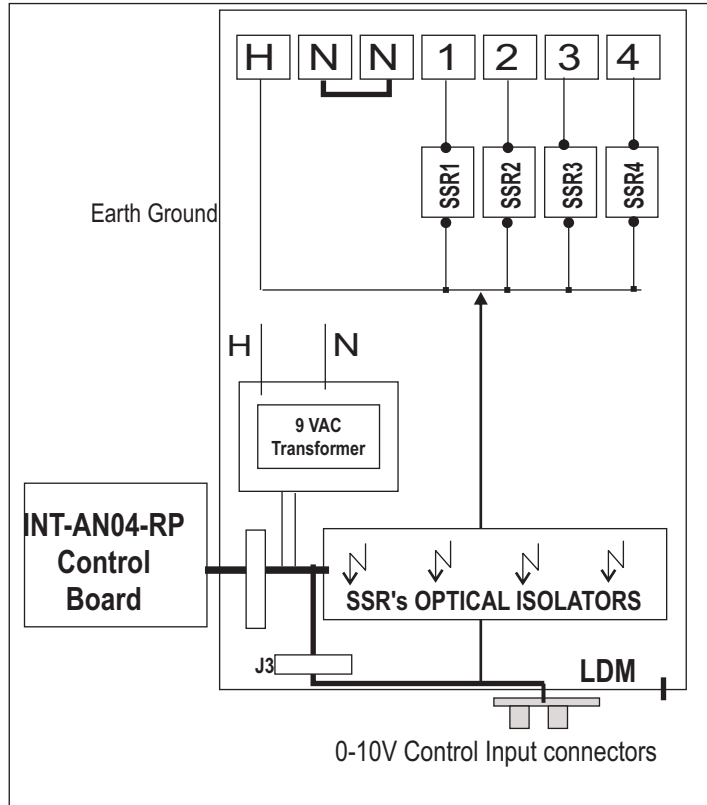 H N N 1 2 3 4
SSR1 SSR2 SSR3 SSR4
Earth Ground
H N
9 VAC
Transformer
INT-AN04-RP
Control
Board
SSR's OPTICAL ISOLATORS
J3
LDM
0-10V Control Input connectors